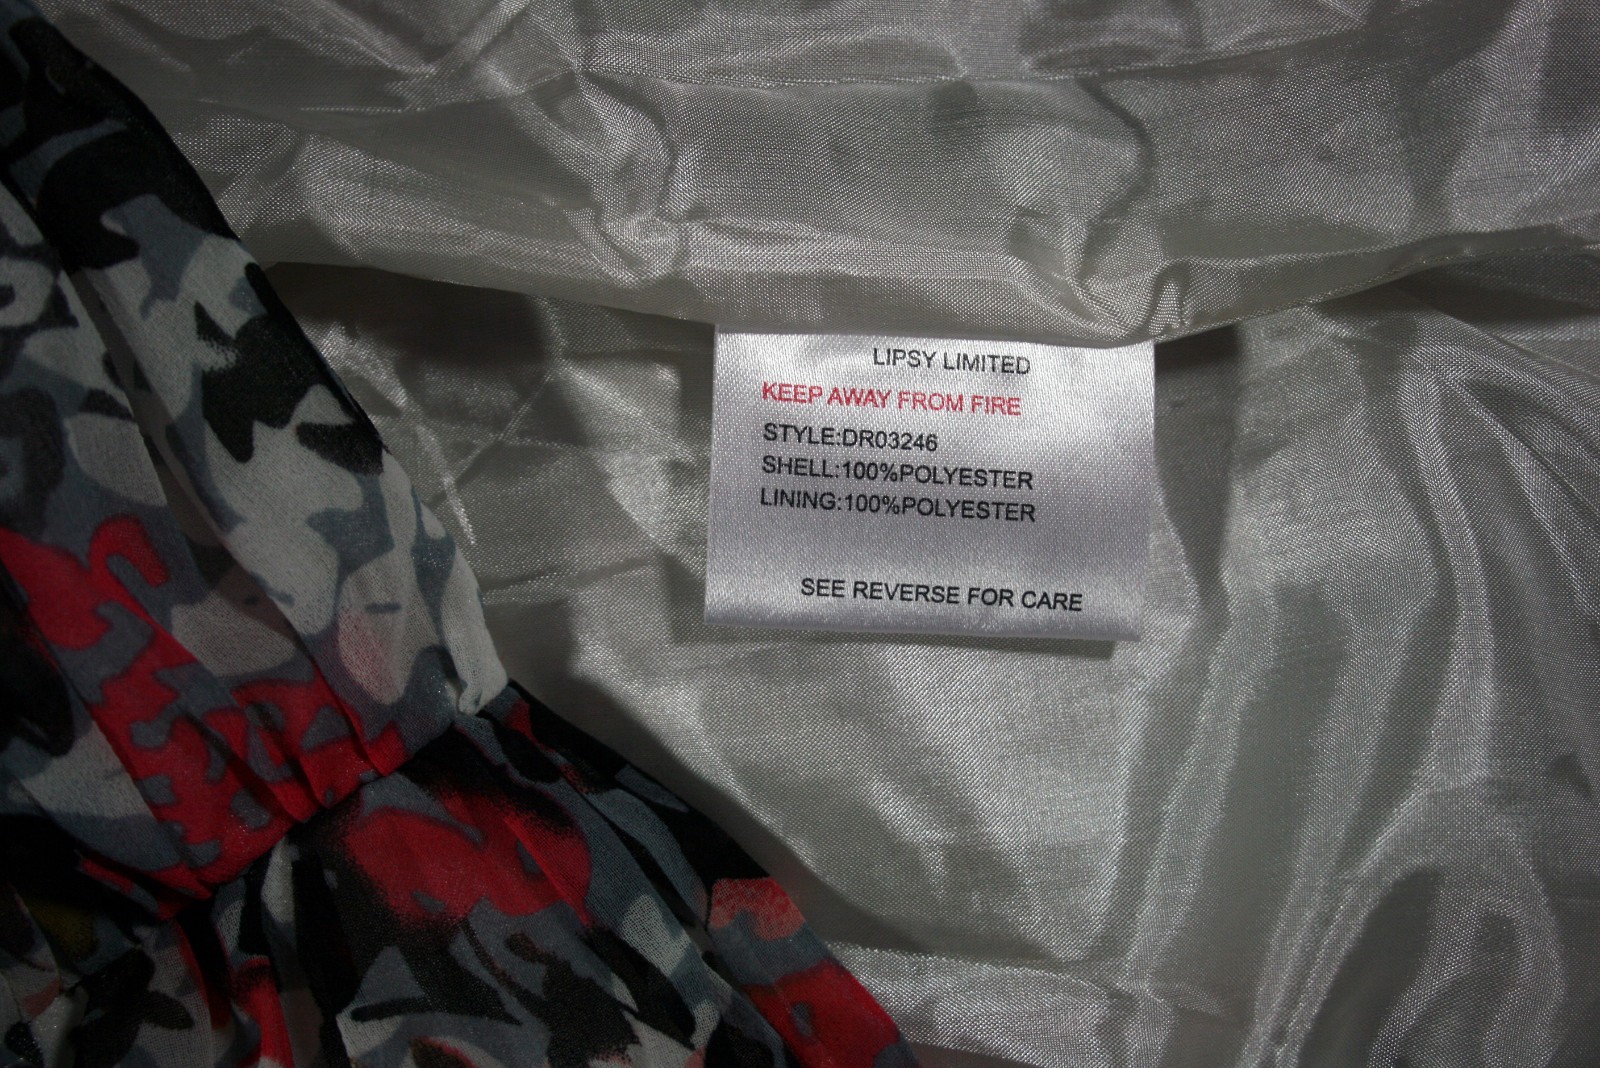 LIPSY LIMITED
KEEP AWAY FROM FIRE
STYLE:DR03246
SHELL:100%POLYESTER
LINING:100%POLYESTER
SEE REVERSE FOR CARE